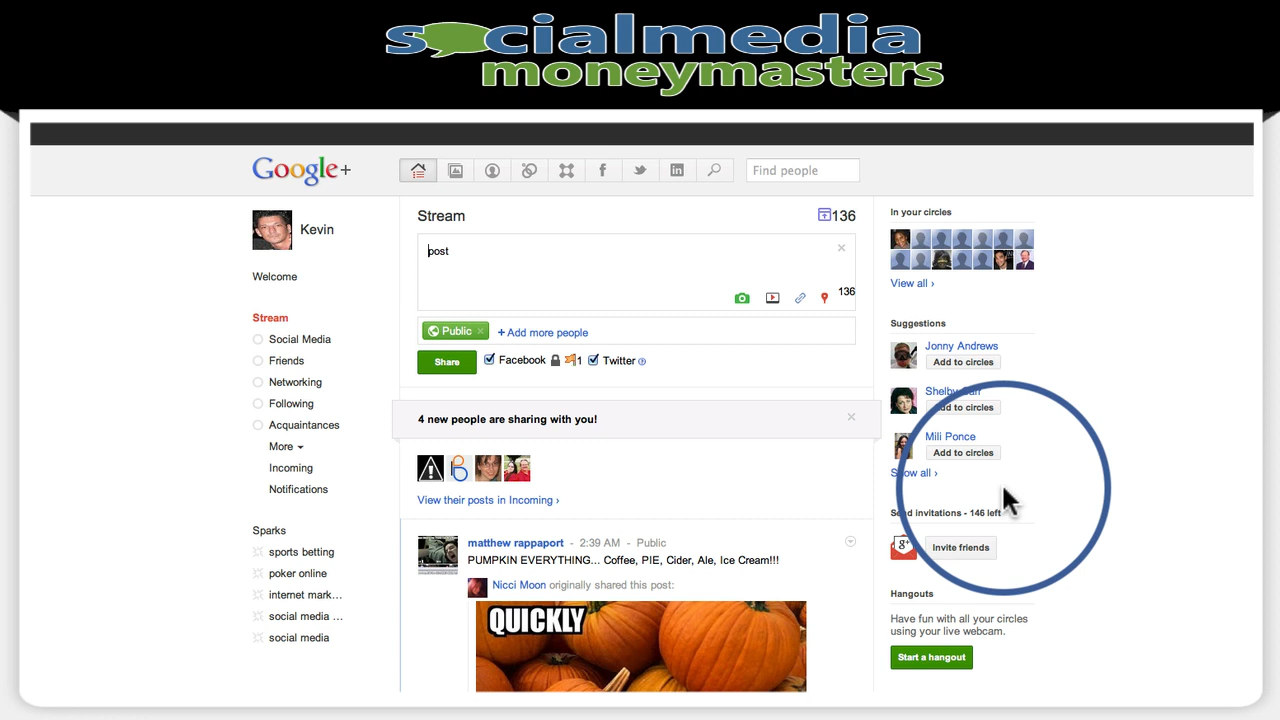 socialmedia
moneymasters
Google+
Find people
Kevin
Welcome
Stream
Social Media
Friends
Networking
Following
Acquaintances
More
Incoming
Notifications
Sparks
sports betting
poker online
internet mark...
social media ...
social media
Stream
136
post
136
Public
+ Add more people
Share
Facebook
1
Twitter
4 new people are sharing with you!
View their posts in Incoming ›
matthew rappaport - 2:39 AM - Public
PUMPKIN EVERYTHING... Coffee, PIE, Cider, Ale, Ice Cream!!!
Nicci Moon originally shared this post:
QUICKLY
In your circles
View all ›
Suggestions
Jonny Andrews
Add to circles
Shelby
Add to circles
Mili Ponce
Add to circles
Show all ›
Send invitations - 146 left
g+
Invite friends
Hangouts
Have fun with all your circles
using your live webcam.
Start a hangout